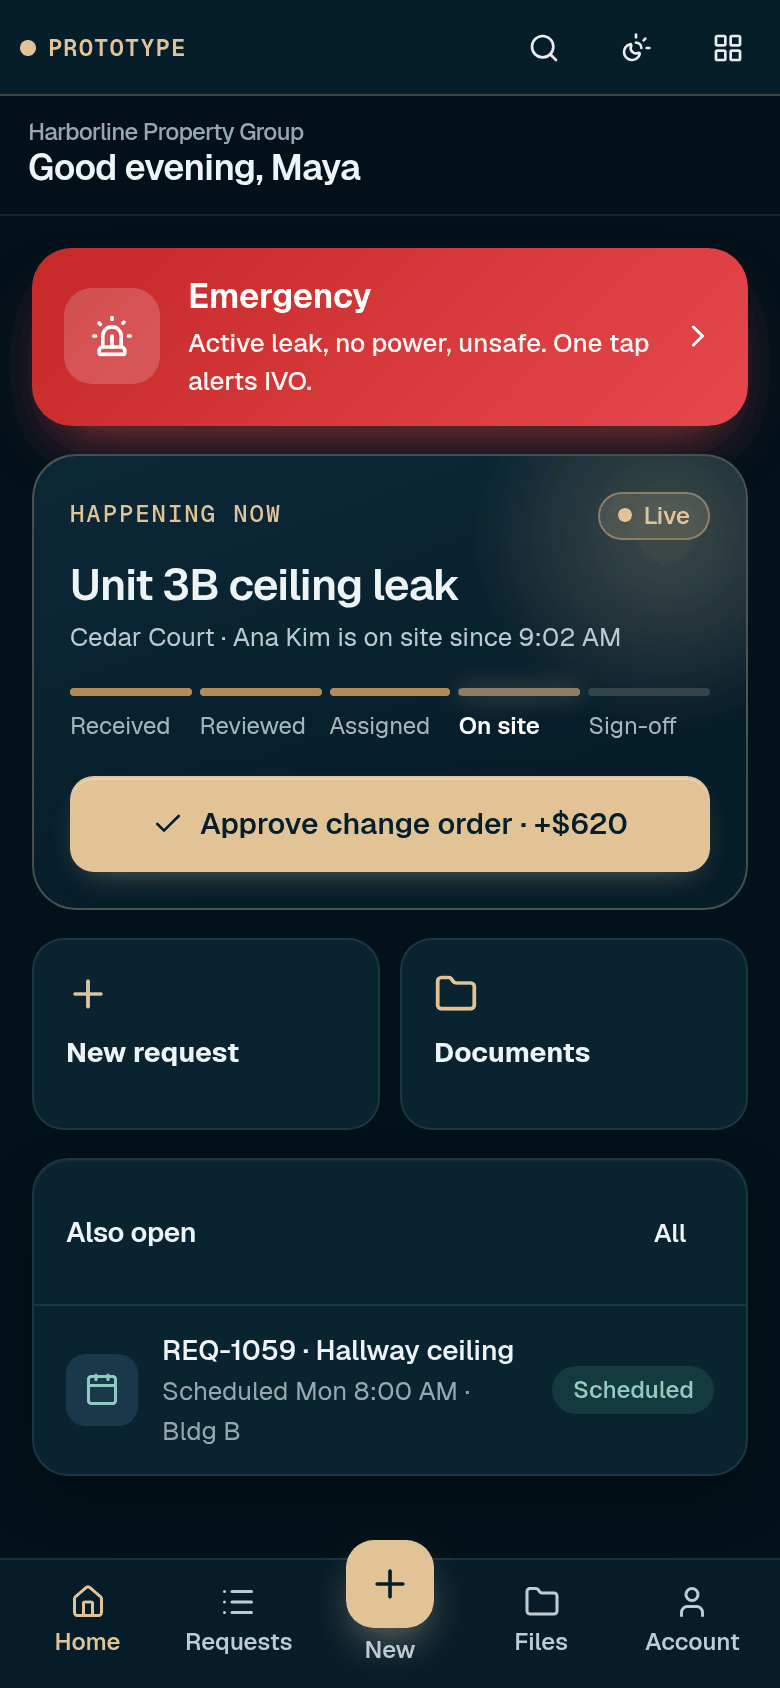 PROTOTYPE
Harborline Property Group
Good evening, Maya
Emergency
Active leak, no power, unsafe. One tap
alerts IVO.
HAPPENING NOW
Live
Unit 3B ceiling leak
Cedar Court · Ana Kim is on site since 9:02 AM
Received Reviewed Assigned On site Sign-off
Approve change order · +$620
New request
Documents
Also open
All
REQ-1059 · Hallway ceiling
Scheduled Mon 8:00 AM ·
Bldg B
Scheduled
Home Requests New Files Account